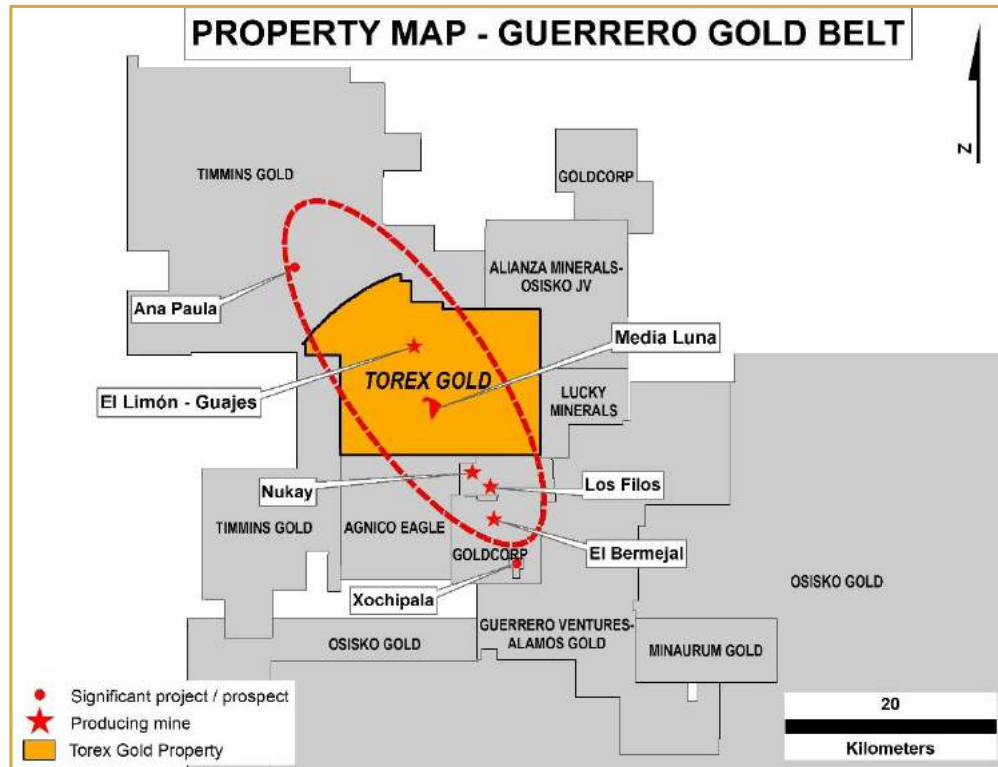 PROPERTY MAP - GUERRERO GOLD BELT
N
TIMMINS GOLD
GOLDCORP
ALIANZA MINERALS-
OSISKO JV
Ana Paula
Media Luna
TOREX GOLD
El Limón - Guajes
LUCKY
MINERALS
Nukay
Los Filos
TIMMINS GOLD
AGNICO EAGLE
GOLDCORP
El Bermejal
OSISKO GOLD
Xochipala
GUERRERO VENTURES-
ALAMOS GOLD
OSISKO GOLD
MINAURUM GOLD
Significant project / prospect
Producing mine
Torex Gold Property
20
Kilometers